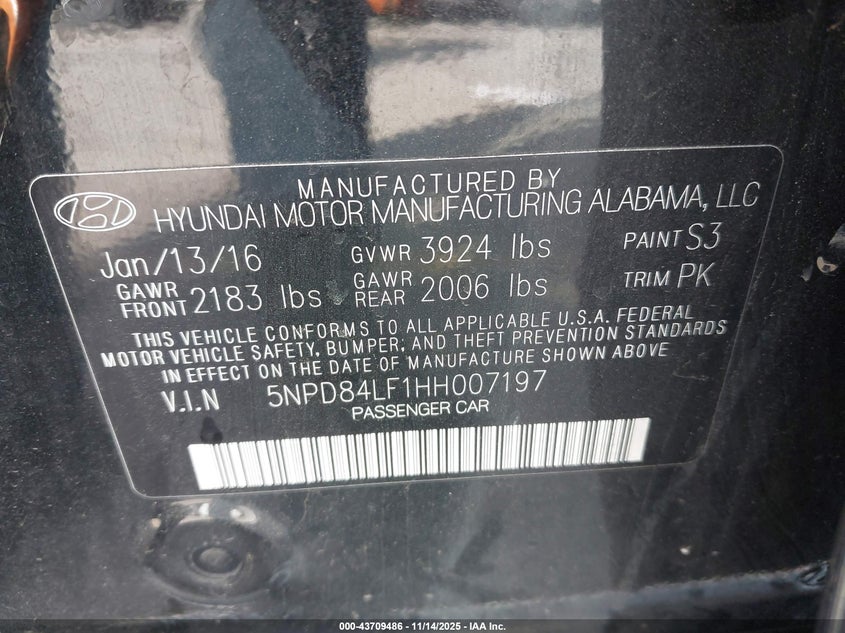 MANUFACTURED BY
HYUNDAI MOTOR MANUFACTURING ALABAMA, LLC
Jan/13/16 GVWR 3924 lbs PAINT S3
GAWR FRONT 2183 lbs GAWR REAR 2006 lbs TRIM PK
THIS VEHICLE CONFORMS TO ALL APPLICABLE U.S.A. FEDERAL
MOTOR VEHICLE SAFETY, BUMPER, AND THEFT PREVENTION STANDARDS
IN EFFECT ON THE DATE OF MANUFACTURE SHOWN ABOVE
V.I.N 5NPD84LF1HH007197
PASSENGER CAR
000-43709486 - 11/14/2025 - IAA Inc.